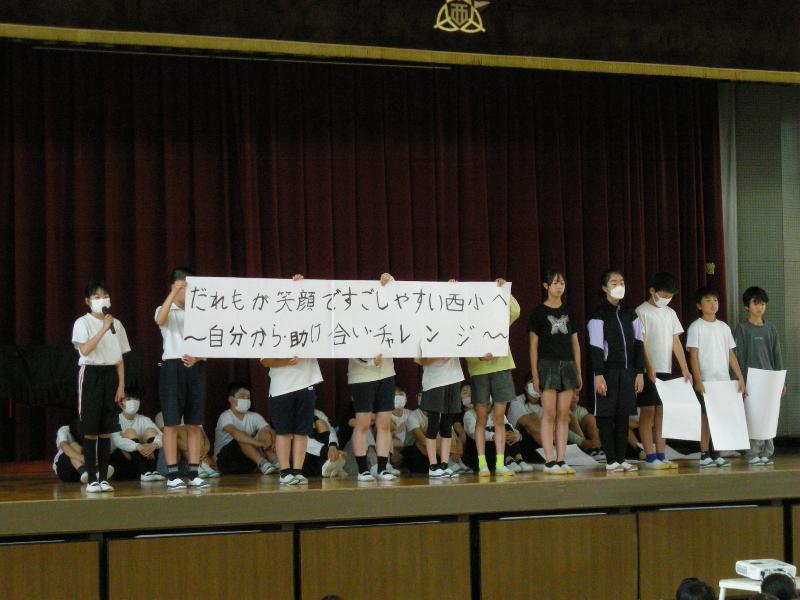 西
だれもが笑顔ですごしやすい西小へ
〜自分から・助け合い・チャレンジ〜